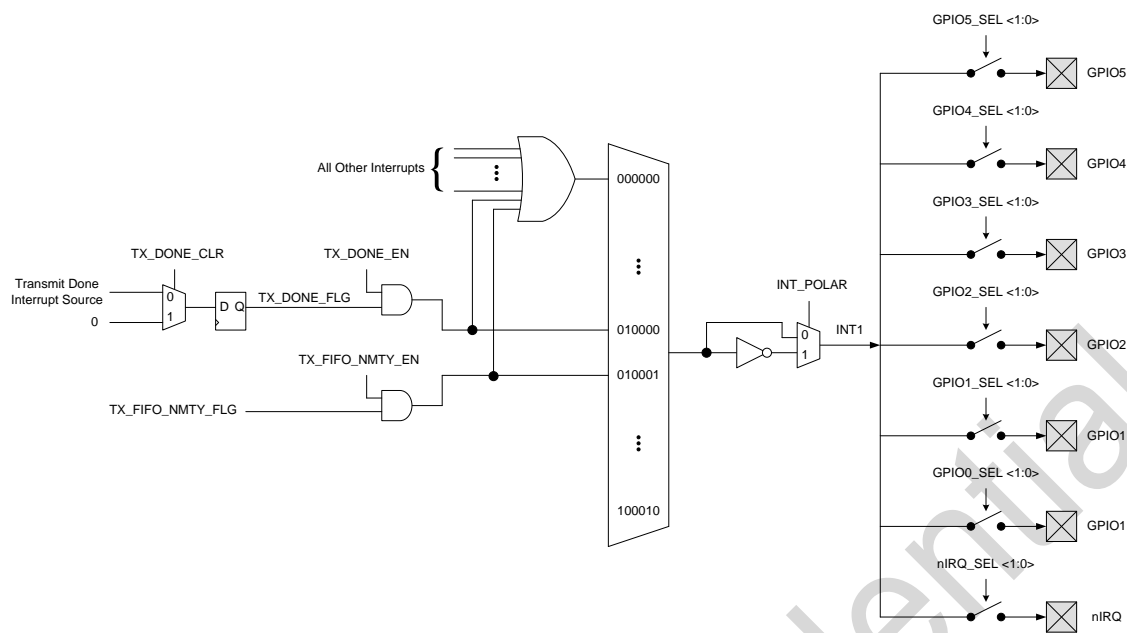 GPIO5_SEL <1:0>
GPIO5
GPIO4_SEL <1:0>
GPIO4
All Other Interrupts
000000
GPIO3_SEL <1:0>
GPIO3
TX_DONE_CLR
TX_DONE_EN
Transmit Done
Interrupt Source
0
0
1
D Q
TX_DONE_FLG
INT_POLAR
GPIO2_SEL <1:0>
GPIO2
010000
0
1
INT1
TX_FIFO_NMTY_EN
010001
TX_FIFO_NMTY_FLG
GPIO1_SEL <1:0>
GPIO1
GPIO0_SEL <1:0>
GPIO1
100010
nIRQ_SEL <1:0>
nIRQ